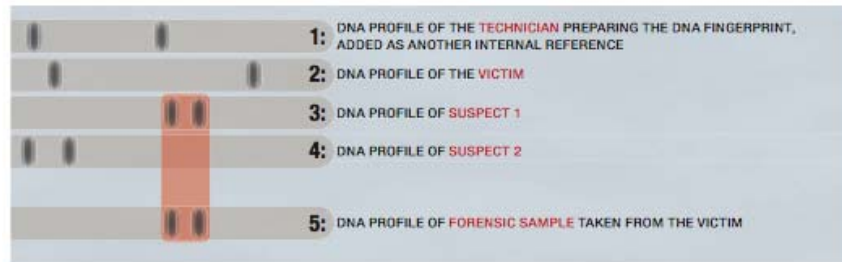 1: DNA PROFILE OF THE TECHNICIAN PREPARING THE DNA FINGERPRINT,
ADDED AS ANOTHER INTERNAL REFERENCE
2: DNA PROFILE OF THE VICTIM
3: DNA PROFILE OF SUSPECT 1
4: DNA PROFILE OF SUSPECT 2
5: DNA PROFILE OF FORENSIC SAMPLE TAKEN FROM THE VICTIM